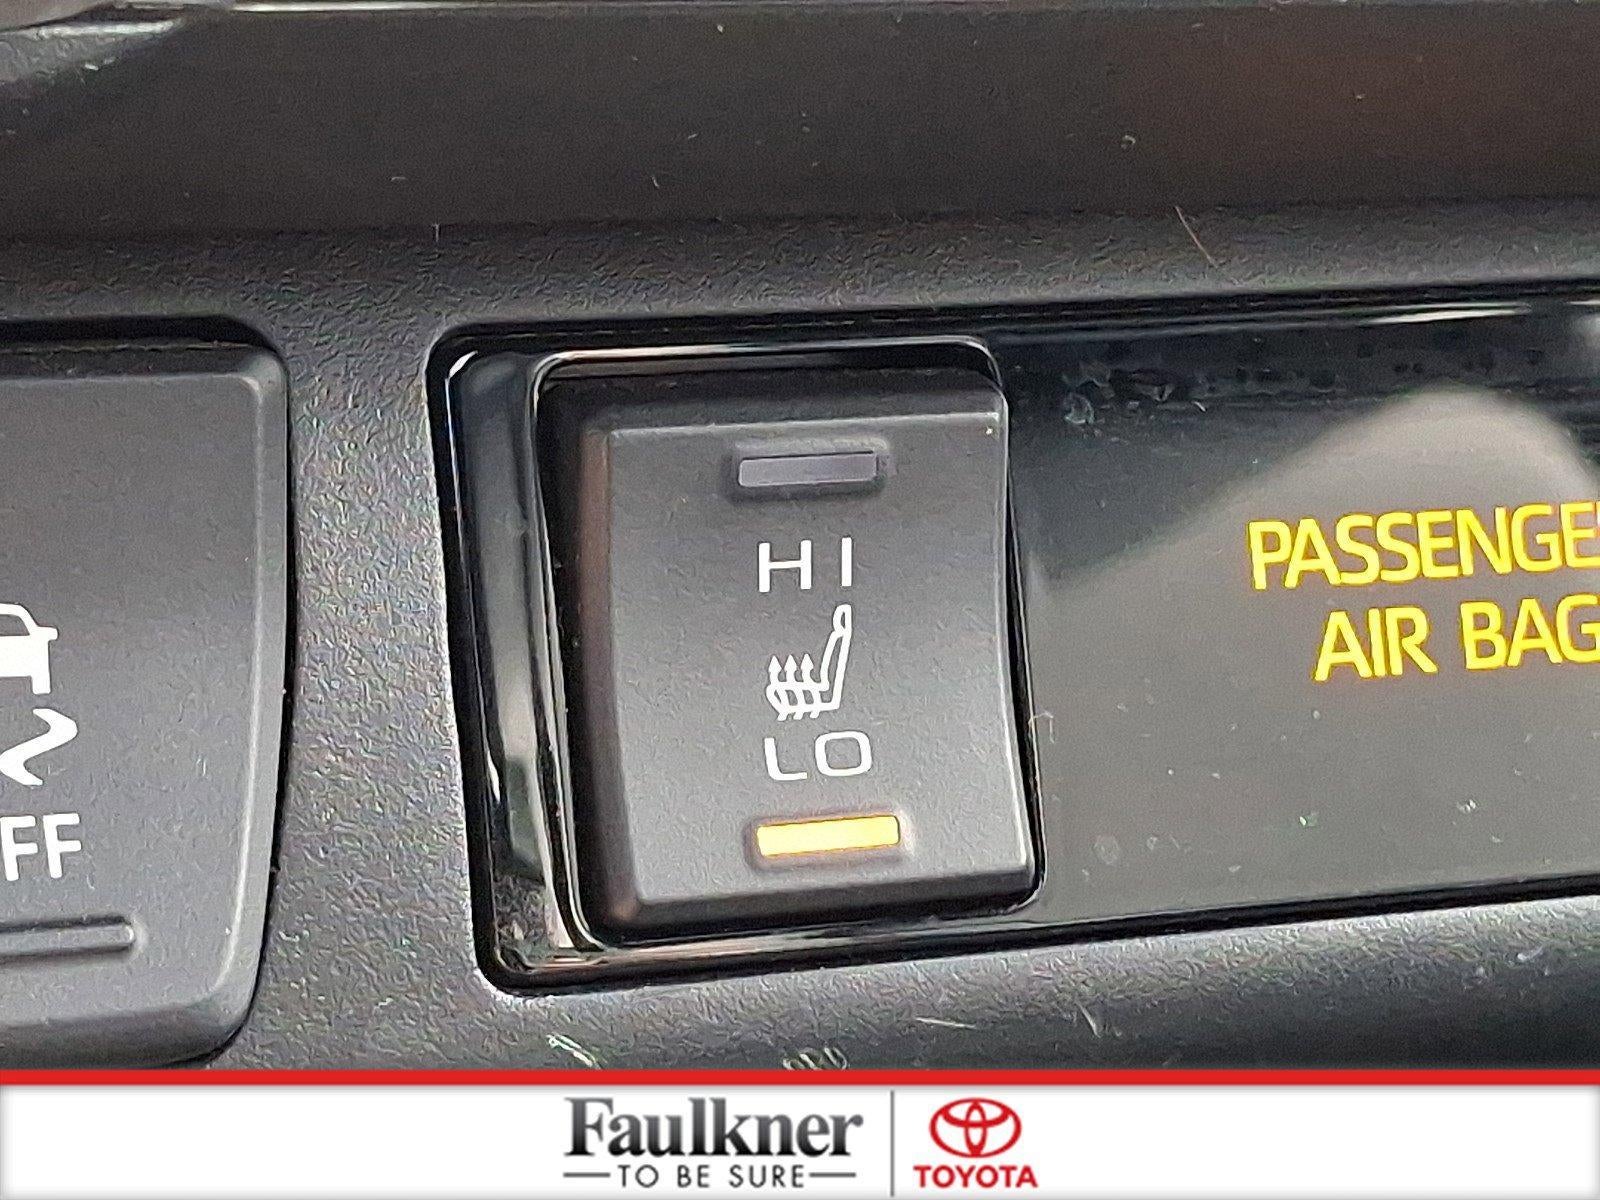 HI
LO
FF
PASSENGE
AIR BAG
Faulkner
TO BE SURE
TOYOTA